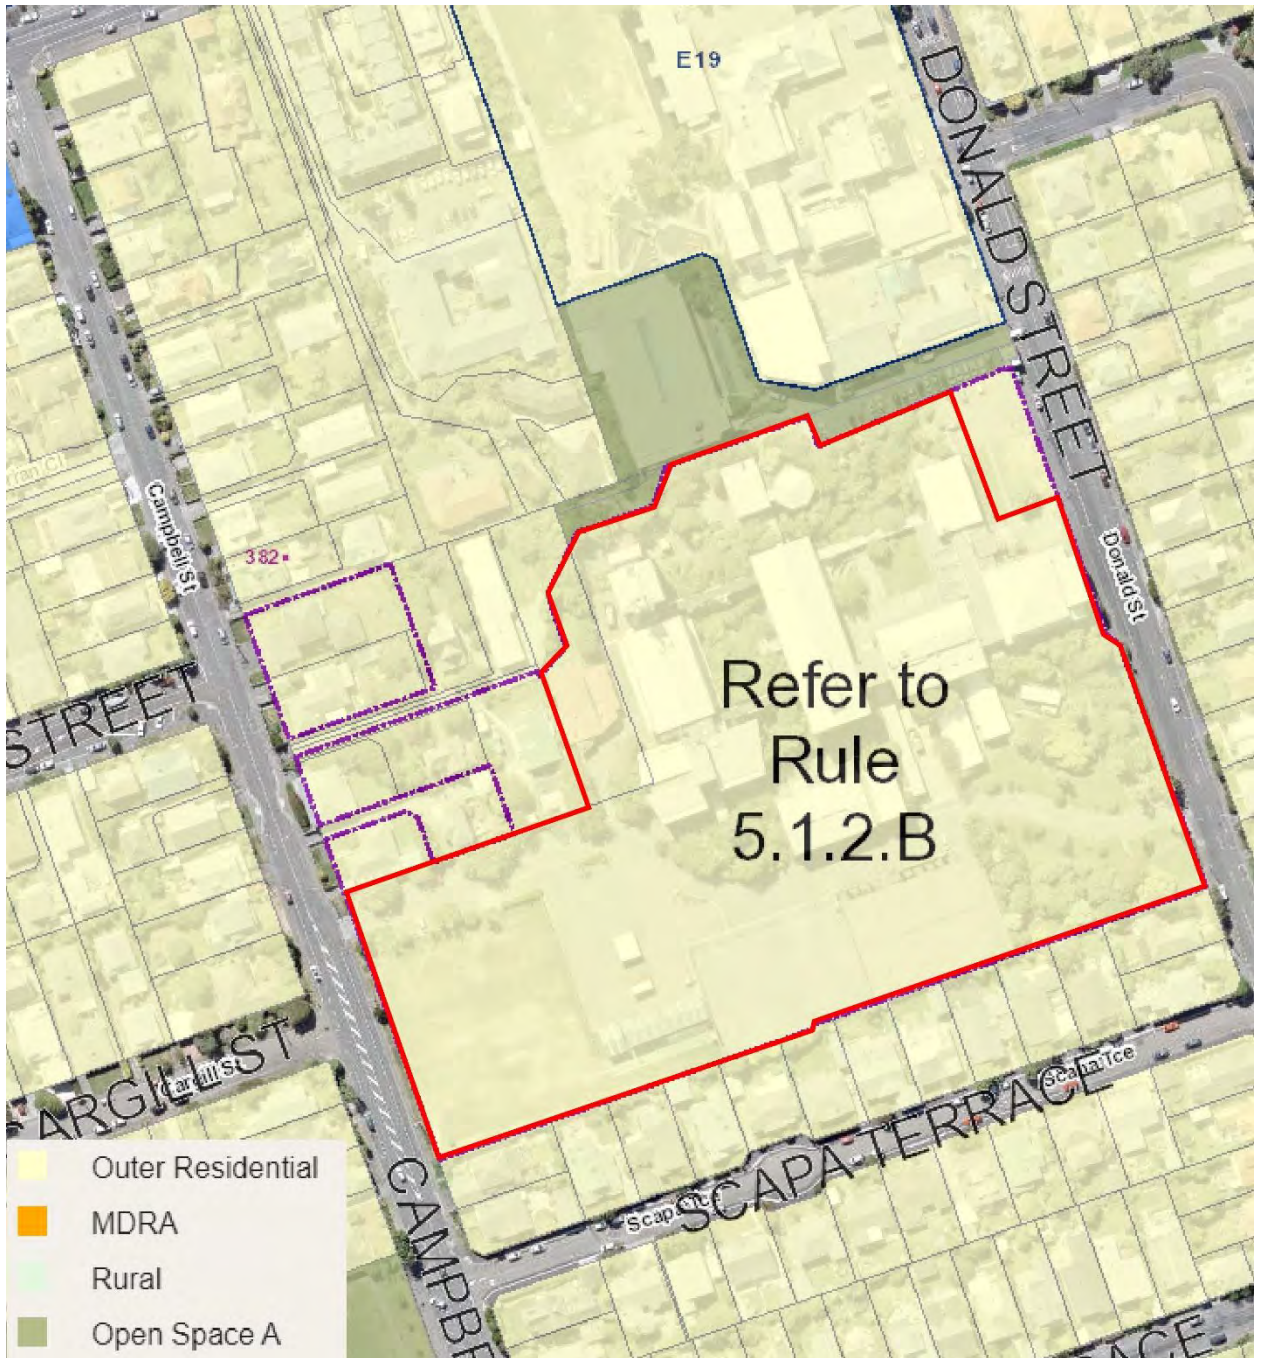 E19
DONALD STREET
Campbell St
382
Donald St
STREET
Refer to
Rule
5.1.2.B
ARGILL ST
Cargill St
Scapa Tce
SCAPA TERRACE
Scapa Tce
CAMPBE
ACE
Outer Residential
MDRA
Rural
Open Space A